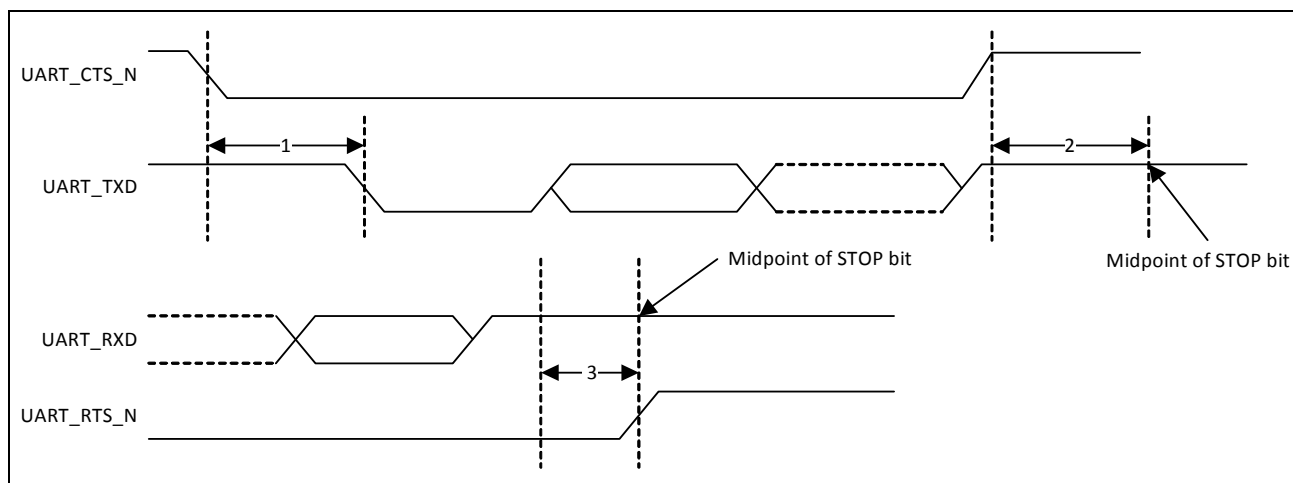 UART_CTS_N
1
2
UART_TXD
Midpoint of STOP bit
Midpoint of STOP bit
UART_RXD
3
UART_RTS_N